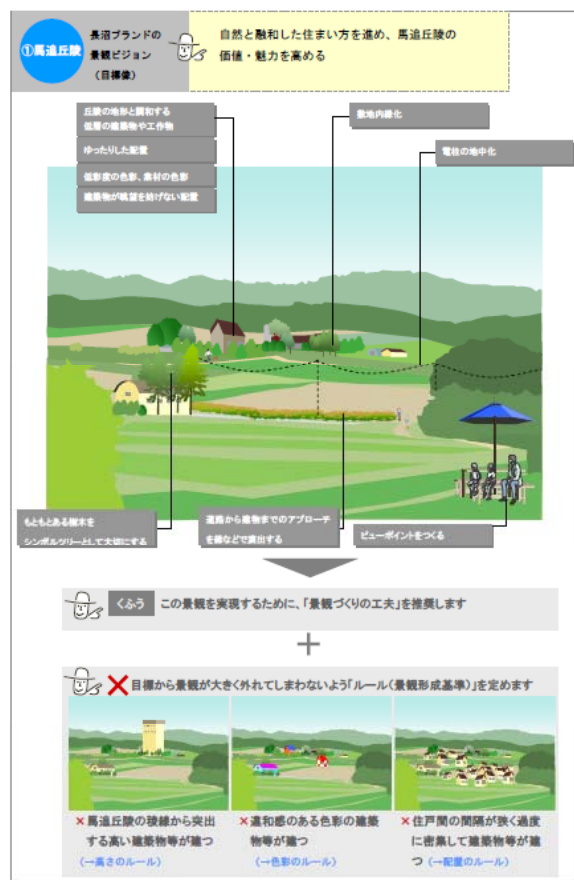 ①馬追丘陵
長沼ブランドの
景観ビジョン
（目標像）
自然と融和した住まい方を進め、馬追丘陵の
価値・魅力を高める
丘陵の地形と調和する
低層の建築物や工作物
ゆったりした配置
低彩度の色彩、素材の色彩
建築物が眺望を妨げない配置
敷地内緑化
電柱の地中化
もともとある樹木を
シンボルツリーとして大切にする
道路から建物までのアプローチ
を緑などで演出する
ビューポイントをつくる
くふう この景観を実現するために、「景観づくりの工夫」を推奨します
＋
×目標から景観が大きく外れてしまわないよう「ルール（景観形成基準）」を定めます
×馬追丘陵の稜線から突出
する高い建築物等が建つ
（→高さのルール）
×違和感のある色彩の建築
物等が建つ
（→色彩のルール）
×住戸間の間隔が狭く過度
に密集して建築物等が建
つ（→配置のルール）